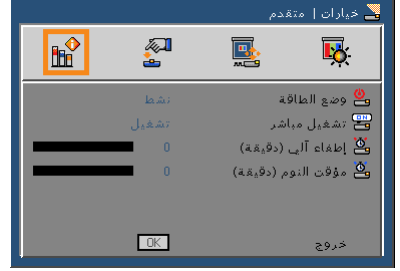 خيارات | متقدم
وضع الطاقة نشط
تشغيل مباشر تشغيل
إطفاء آلي (دقيقة) 0
مؤقت النوم (دقيقة) 0
خروج OK